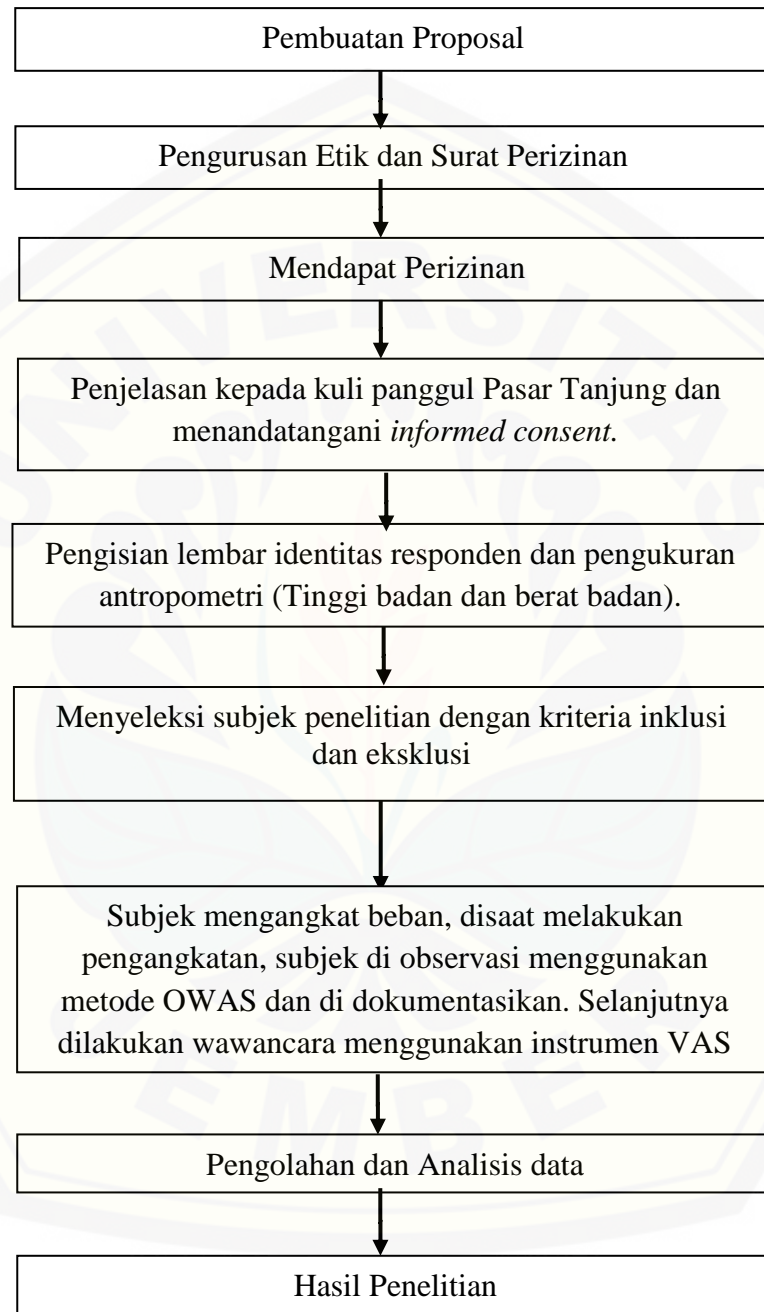 Pembuatan Proposal
Pengurusan Etik dan Surat Perizinan
Mendapat Perizinan
Penjelasan kepada kuli panggul Pasar Tanjung dan
menandatangani informed consent.
Pengisian lembar identitas responden dan pengukuran
antropometri (Tinggi badan dan berat badan).
Menyeleksi subjek penelitian dengan kriteria inklusi
dan eksklusi
Subjek mengangkat beban, disaat melakukan
pengangkatan, subjek di observasi menggunakan
metode OWAS dan di dokumentasikan. Selanjutnya
dilakukan wawancara menggunakan instrumen VAS
Pengolahan dan Analisis data
Hasil Penelitian
UNIVERSITAS
JEMBER